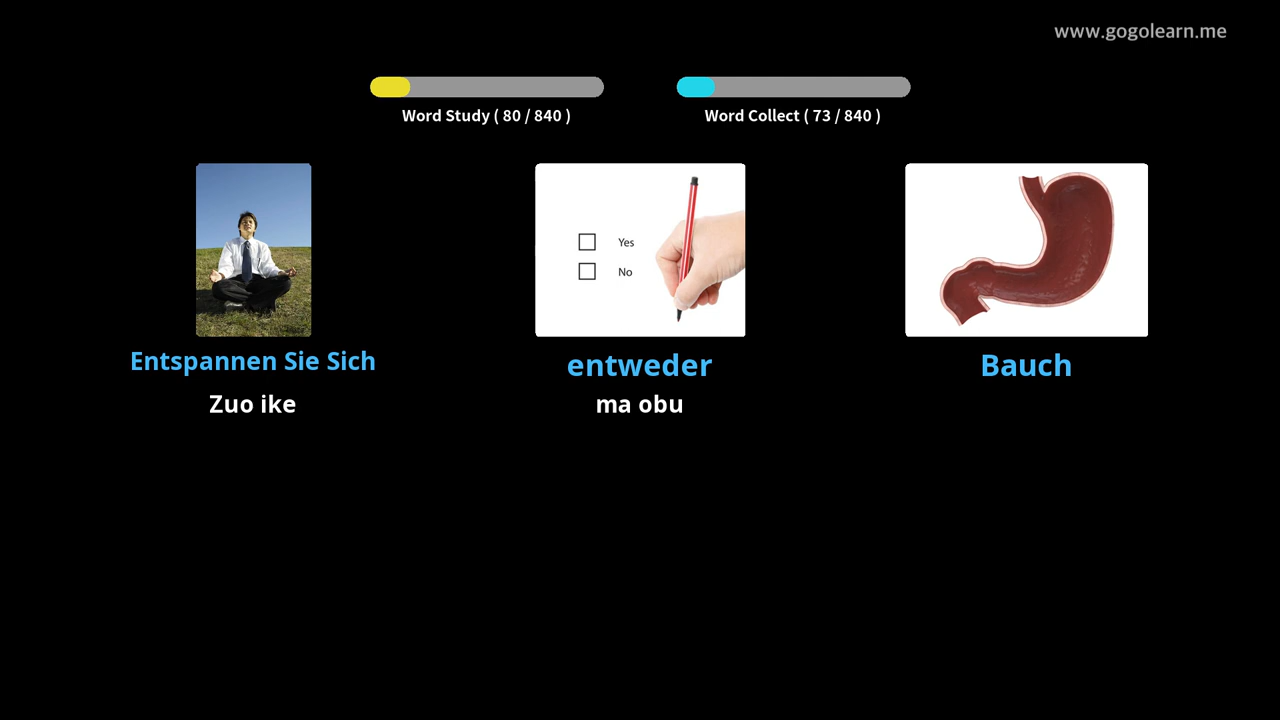 www.gogolearn.me
Word Study ( 80 / 840 )
Word Collect ( 73 / 840 )
Yes
No
Entspannen Sie Sich
entweder
Bauch
Zuo ike
ma obu